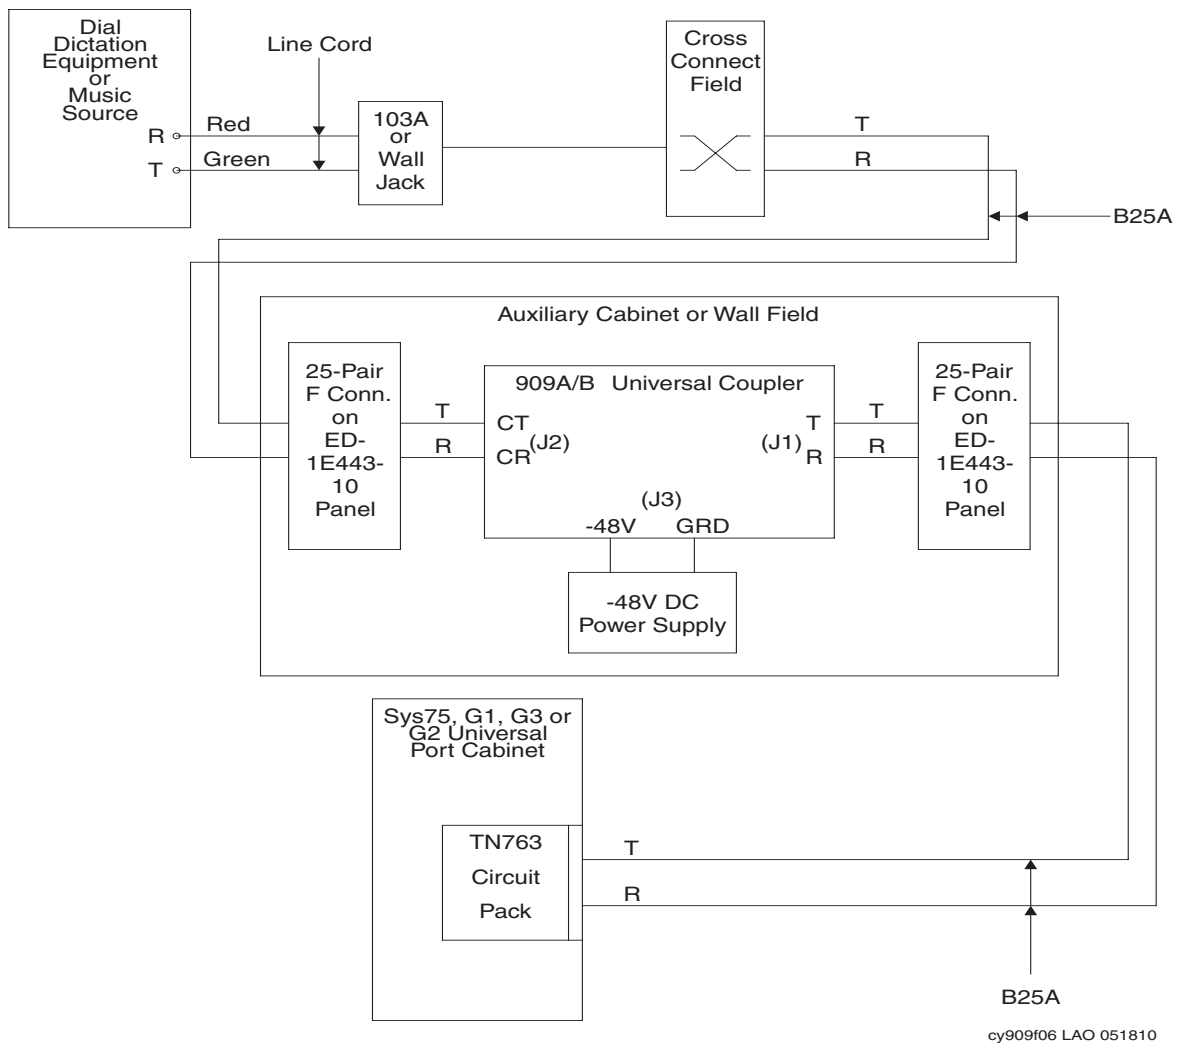 Dial
Dictation
Equipment
or
Music
Source
R
T
Red
Green
Line Cord
103A
or
Wall
Jack
Cross
Connect
Field
T
R
B25A
Auxiliary Cabinet or Wall Field
25-Pair
F Conn.
on
ED-
1E443-
10
Panel
T
R
909A/B Universal Coupler
CT
(J2)
CR
T
(J1)
R
(J3)
-48V GRD
-48V DC
Power Supply
T
R
25-Pair
F Conn.
on
ED-
1E443-
10
Panel
Sys75, G1, G3 or
G2 Universal
Port Cabinet
TN763
Circuit
Pack
T
R
B25A
cy909f06 LAO 051810